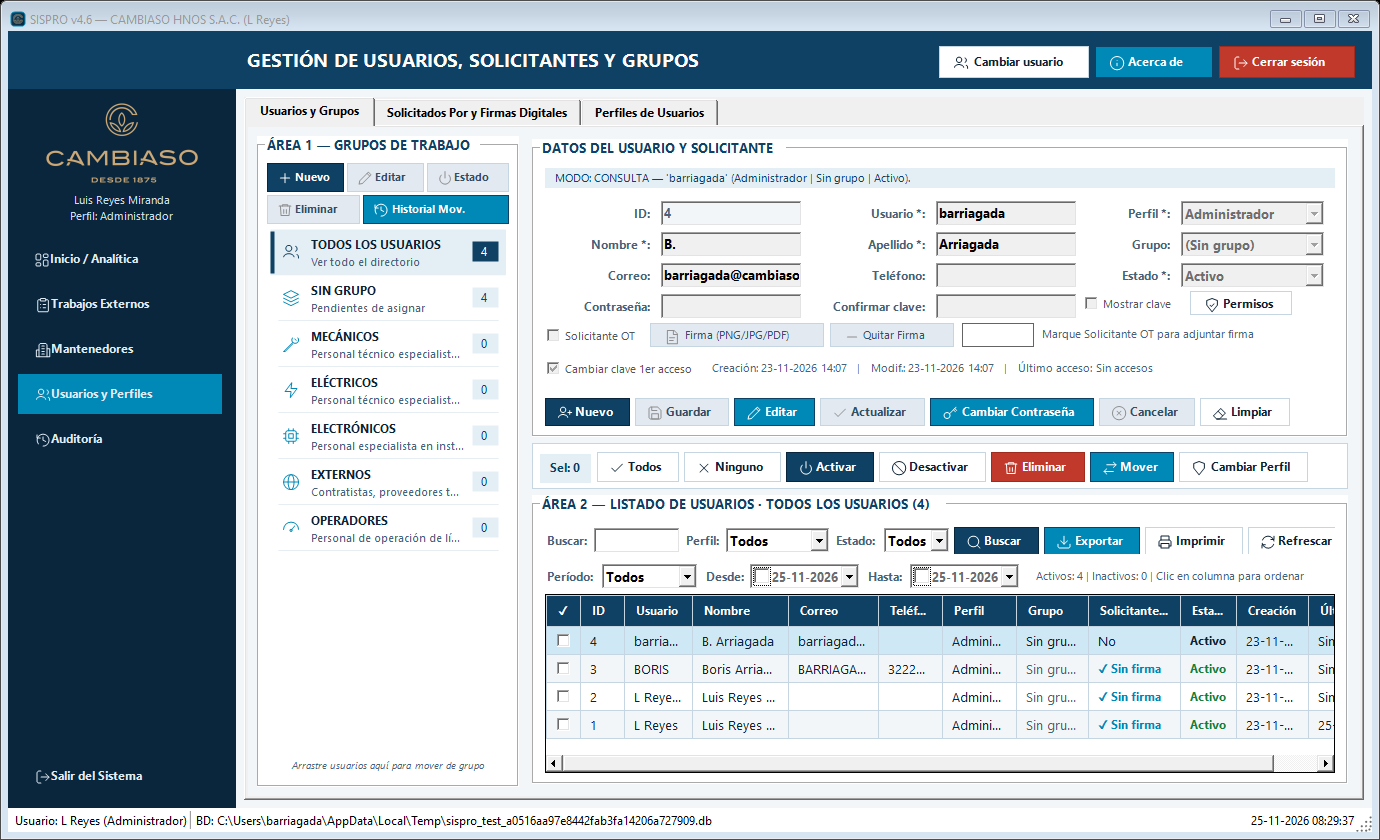 SISPRO v4.6 — CAMBIASO HNOS S.A.C. (L Reyes)
GESTIÓN DE USUARIOS, SOLICITANTES Y GRUPOS
Cambiar usuario
Acerca de
Cerrar sesión
CAMBIASO
DESDE 1875
Luis Reyes Miranda
Perfil: Administrador
Inicio / Analítica
Trabajos Externos
Mantenedores
Usuarios y Perfiles
Auditoría
Salir del Sistema
Usuarios y Grupos
Solicitados Por y Firmas Digitales
Perfiles de Usuarios
ÁREA 1 — GRUPOS DE TRABAJO
Nuevo Editar Estado
Eliminar Historial Mov.
TODOS LOS USUARIOS 4
Ver todo el directorio
SIN GRUPO 4
Pendientes de asignar
MECÁNICOS 0
Personal técnico especialist...
ELÉCTRICOS 0
Personal técnico especialist...
ELECTRÓNICOS 0
Personal especialista en inst...
EXTERNOS 0
Contratistas, proveedores t...
OPERADORES 0
Personal de operación de lí...
Arrastre usuarios aquí para mover de grupo
DATOS DEL USUARIO Y SOLICITANTE
MODO: CONSULTA — 'barriagada' (Administrador | Sin grupo | Activo).
ID: 4 Usuario *: barriagada Perfil *: Administrador
Nombre *: B. Apellido *: Arriagada Grupo: (Sin grupo)
Correo: barriagada@cambiaso Teléfono: Estado *: Activo
Contraseña: Confirmar clave: Mostrar clave Permisos
Solicitante OT Firma (PNG/JPG/PDF) Quitar Firma Marque Solicitante OT para adjuntar firma
Cambiar clave 1er acceso Creación: 23-11-2026 14:07 | Modif.: 23-11-2026 14:07 | Último acceso: Sin accesos
Nuevo Guardar Editar Actualizar Cambiar Contraseña Cancelar Limpiar
Sel: 0 Todos Ninguno Activar Desactivar Eliminar Mover Cambiar Perfil
ÁREA 2 — LISTADO DE USUARIOS · TODOS LOS USUARIOS (4)
Buscar: Perfil: Todos Estado: Todos Buscar Exportar Imprimir Refrescar
Período: Todos Desde: 25-11-2026 Hasta: 25-11-2026 Activos: 4 | Inactivos: 0 | Clic en columna para ordenar
✓ ID Usuario Nombre Correo Teléf... Perfil Grupo Solicitante... Esta... Creación Últ
4 barria... B. Arriagada barriagad... Admini... Sin gru... No Activo 23-11-... Sin
3 BORIS Boris Arria... BARRIAGA... 3222... Admini... Sin gru... ✓ Sin firma Activo 23-11-... Sin
2 L Reye... Luis Reyes ... Admini... Sin gru... ✓ Sin firma Activo 23-11-... Sin
1 L Reyes Luis Reyes ... Admini... Sin gru... ✓ Sin firma Activo 23-11-... 25-
Usuario: L Reyes (Administrador) BD: C:\Users\barriagada\AppData\Local\Temp\sispro_test_a0516aa97e8442fab3fa14206a727909.db 25-11-2026 08:29:37